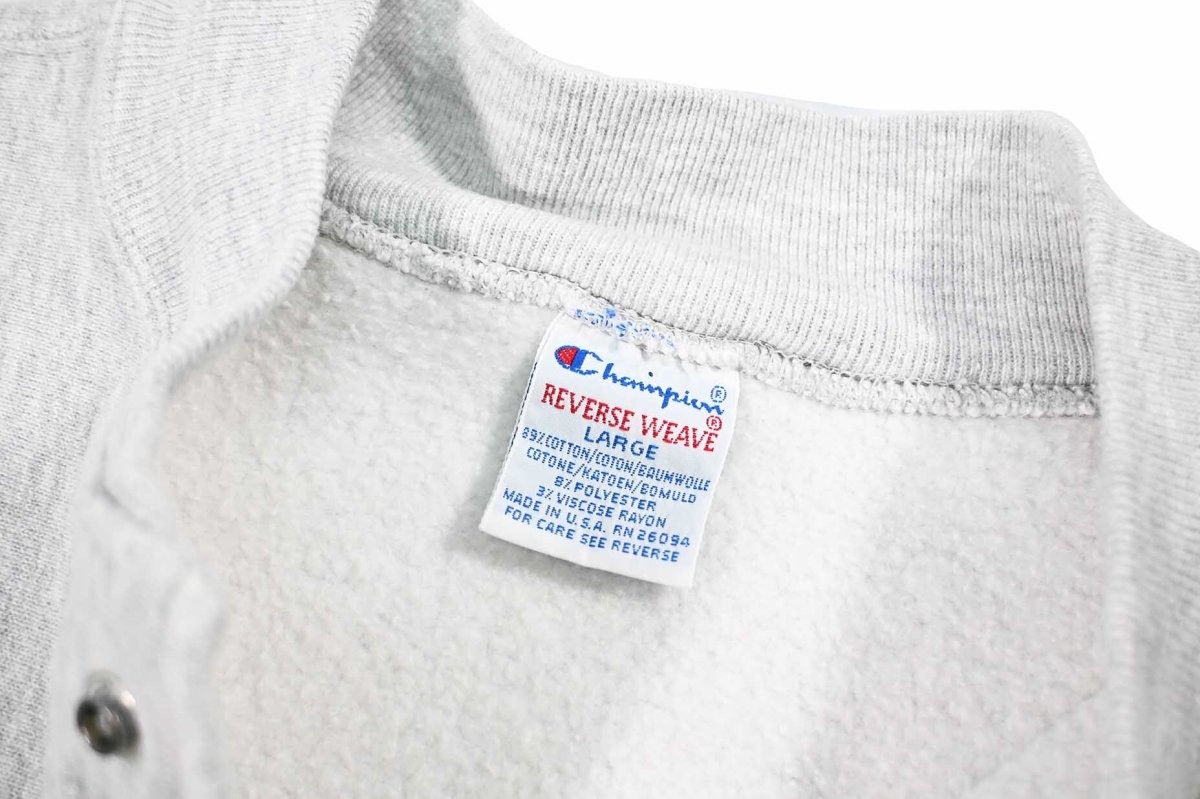 Champion®
REVERSE WEAVE®
LARGE
89% COTTON/COTON/BAUMWOLLE
COTONE/KATOEN/BOMULD
8% POLYESTER
3% VISCOSE RAYON
MADE IN U.S.A. RN 26094
FOR CARE SEE REVERSE